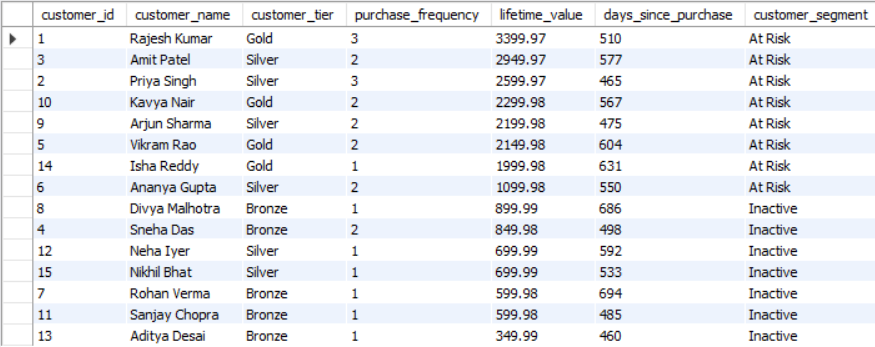 customer_id customer_name customer_tier purchase_frequency lifetime_value days_since_purchase customer_segment
1 Rajesh Kumar Gold 3 3399.97 510 At Risk
3 Amit Patel Silver 2 2949.97 577 At Risk
2 Priya Singh Silver 3 2599.97 465 At Risk
10 Kavya Nair Gold 2 2299.98 567 At Risk
9 Arjun Sharma Silver 2 2199.98 475 At Risk
5 Vikram Rao Gold 2 2149.98 604 At Risk
14 Isha Reddy Gold 1 1999.98 631 At Risk
6 Ananya Gupta Silver 2 1099.98 550 At Risk
8 Divya Malhotra Bronze 1 899.99 686 Inactive
4 Sneha Das Bronze 2 849.98 498 Inactive
12 Neha Iyer Silver 1 699.99 592 Inactive
15 Nikhil Bhat Silver 1 699.99 533 Inactive
7 Rohan Verma Bronze 1 599.98 694 Inactive
11 Sanjay Chopra Bronze 1 599.98 485 Inactive
13 Aditya Desai Bronze 1 349.99 460 Inactive